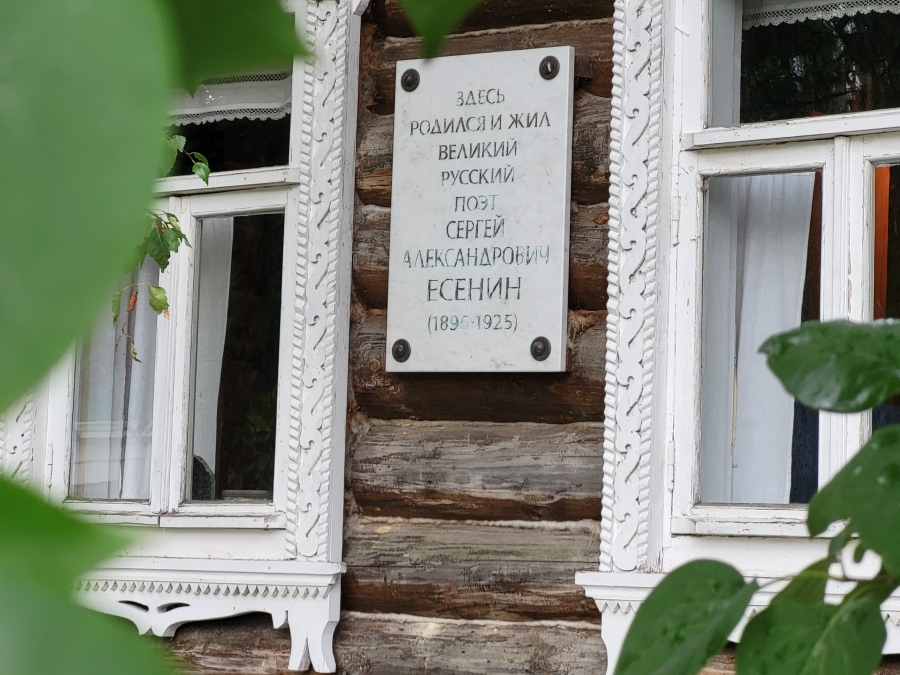 ЗДЕСЬ
РОДИЛСЯ И ЖИЛ
ВЕЛИКИЙ
РУССКИЙ
ПОЭТ
СЕРГЕЙ
АЛЕКСАНДРОВИЧ
ЕСЕНИН
(1895-1925)